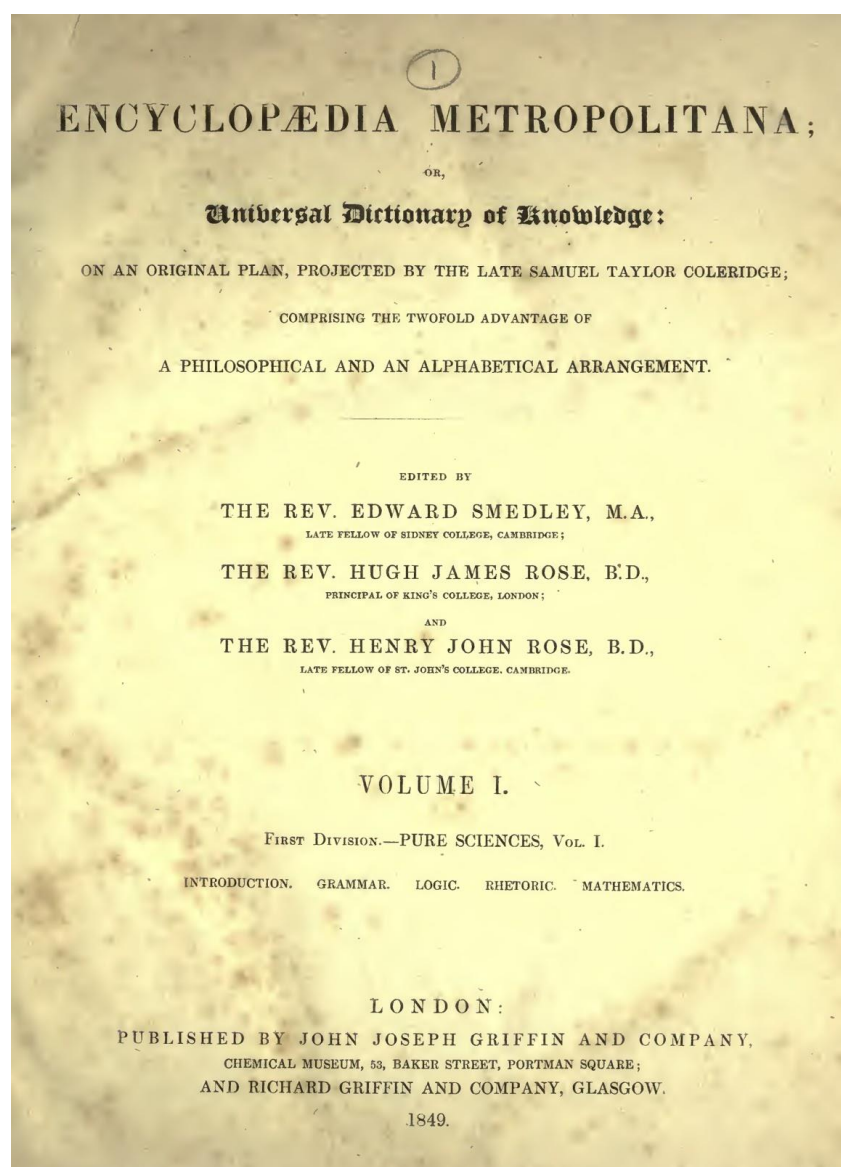 1
ENCYCLOPÆDIA METROPOLITANA;
OR,
Universal Dictionary of Knowledge:
ON AN ORIGINAL PLAN, PROJECTED BY THE LATE SAMUEL TAYLOR COLERIDGE;
COMPRISING THE TWOFOLD ADVANTAGE OF
A PHILOSOPHICAL AND AN ALPHABETICAL ARRANGEMENT.
EDITED BY
THE REV. EDWARD SMEDLEY, M.A.,
LATE FELLOW OF SIDNEY COLLEGE, CAMBRIDGE;
THE REV. HUGH JAMES ROSE, B.D.,
PRINCIPAL OF KING'S COLLEGE, LONDON;
AND
THE REV. HENRY JOHN ROSE, B.D.,
LATE FELLOW OF ST. JOHN'S COLLEGE. CAMBRIDGE.
VOLUME I.
FIRST DIVISION.—PURE SCIENCES, VOL. I.
INTRODUCTION. GRAMMAR. LOGIC. RHETORIC. MATHEMATICS.
LONDON:
PUBLISHED BY JOHN JOSEPH GRIFFIN AND COMPANY,
CHEMICAL MUSEUM, 53, BAKER STREET, PORTMAN SQUARE;
AND RICHARD GRIFFIN AND COMPANY, GLASGOW.
1849.